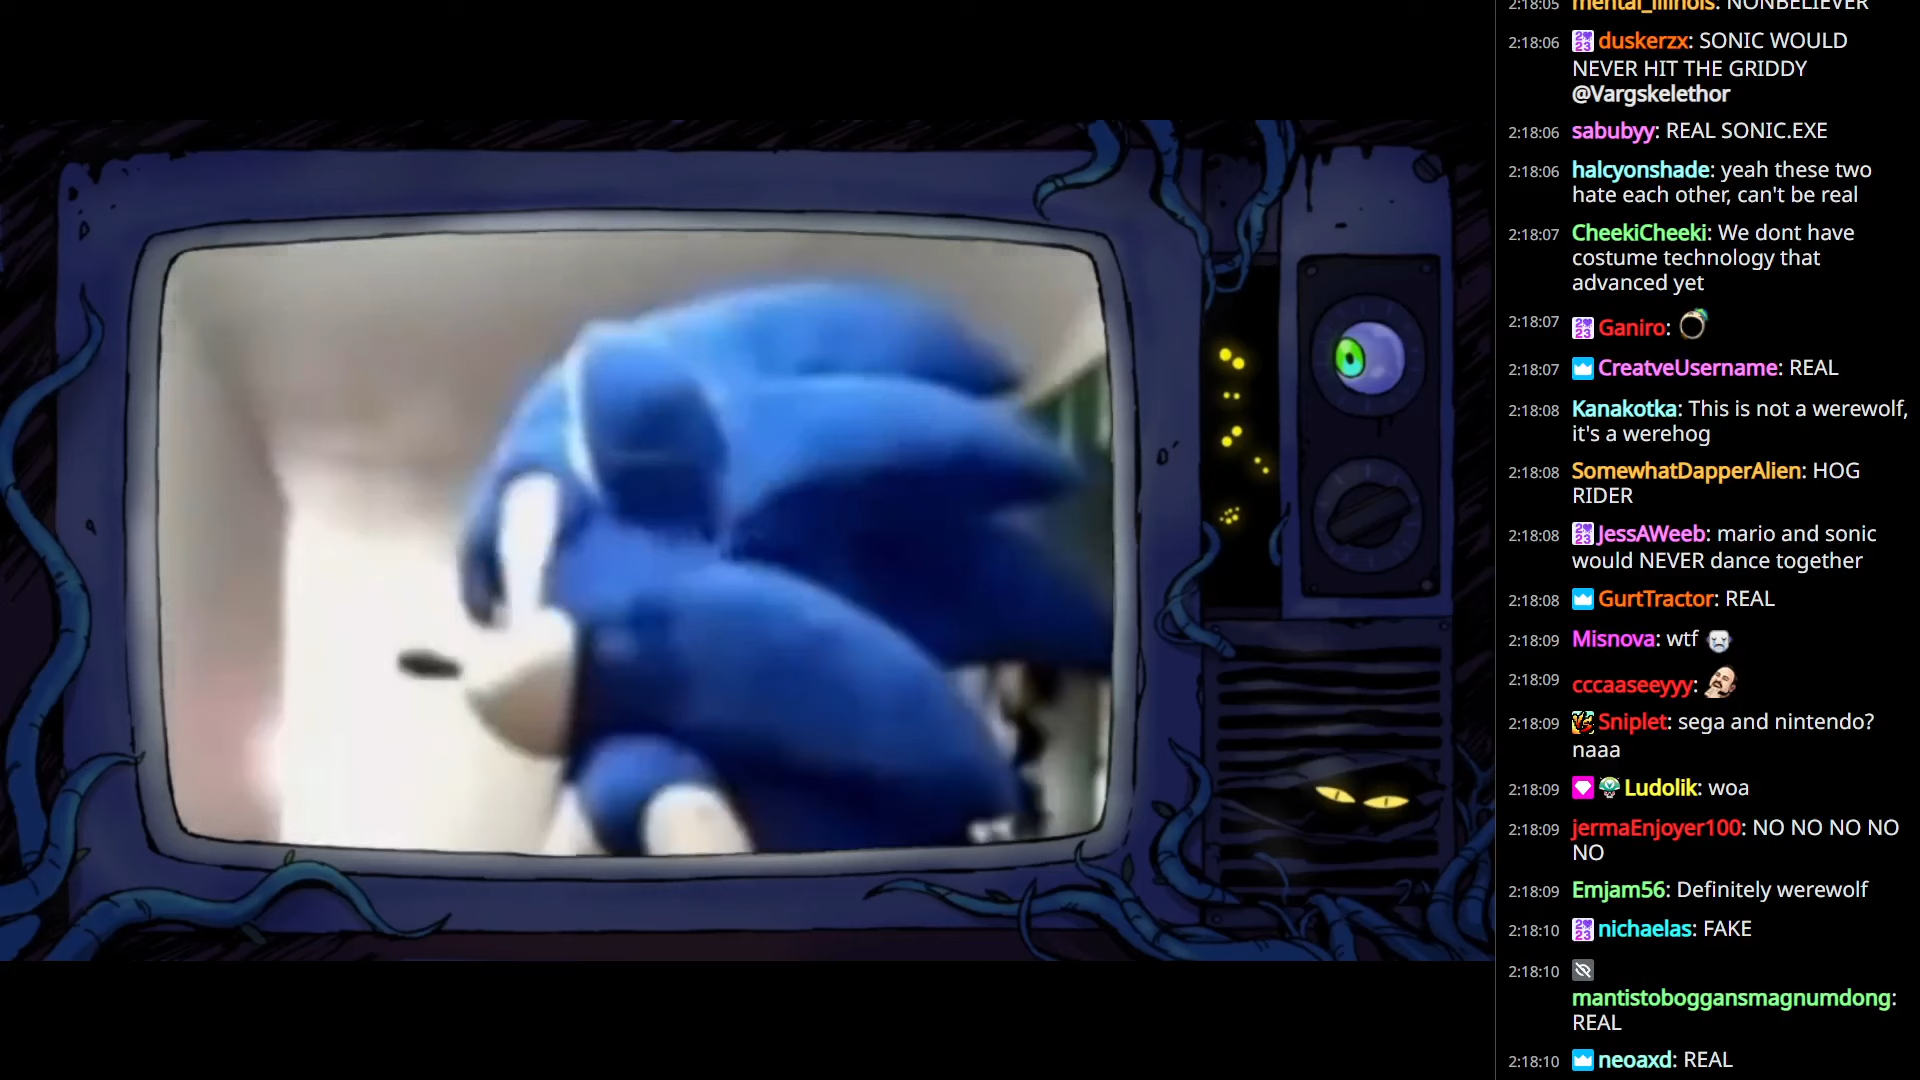 2:18:05 mental_illinois: NONBELIEVER
2:18:06 duskerzx: SONIC WOULD
NEVER HIT THE GRIDDY
@Vargskelethor
2:18:06 sabubyy: REAL SONIC.EXE
2:18:06 halcyonshade: yeah these two
hate each other, can't be real
2:18:07 CheekiCheeki: We dont have
costume technology that
advanced yet
2:18:07 Ganiro:
2:18:07 CreatveUsername: REAL
2:18:08 Kanakotka: This is not a werewolf,
it's a werehog
2:18:08 SomewhatDapperAlien: HOG
RIDER
2:18:08 JessAWeeb: mario and sonic
would NEVER dance together
2:18:08 GurtTractor: REAL
2:18:09 Misnova: wtf
2:18:09 cccaaseeyyy:
2:18:09 Sniplet: sega and nintendo?
naaa
2:18:09 Ludolik: woa
2:18:09 jermaEnjoyer100: NO NO NO NO
NO
2:18:09 Emjam56: Definitely werewolf
2:18:10 nichaelas: FAKE
2:18:10
mantistoboggansmagnumdong:
REAL
2:18:10 neoaxd: REAL